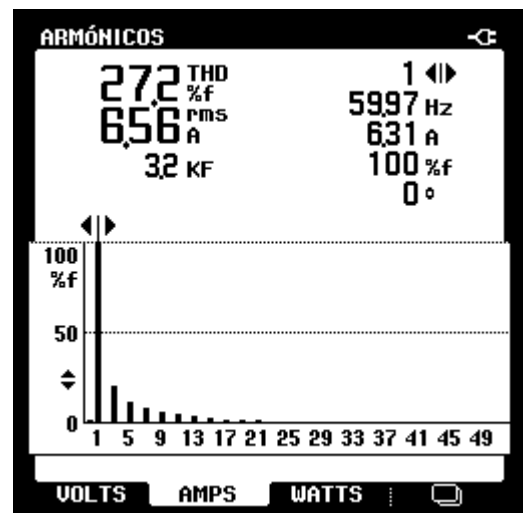 ARMÓNICOS
27,2 THD %f
6,56 rms A
3,2 KF
1
59,97 Hz
6,31 A
100 %f
0 °
100
%f
50
0
1 5 9 13 17 21 25 29 33 37 41 45 49
VOLTS AMPS WATTS